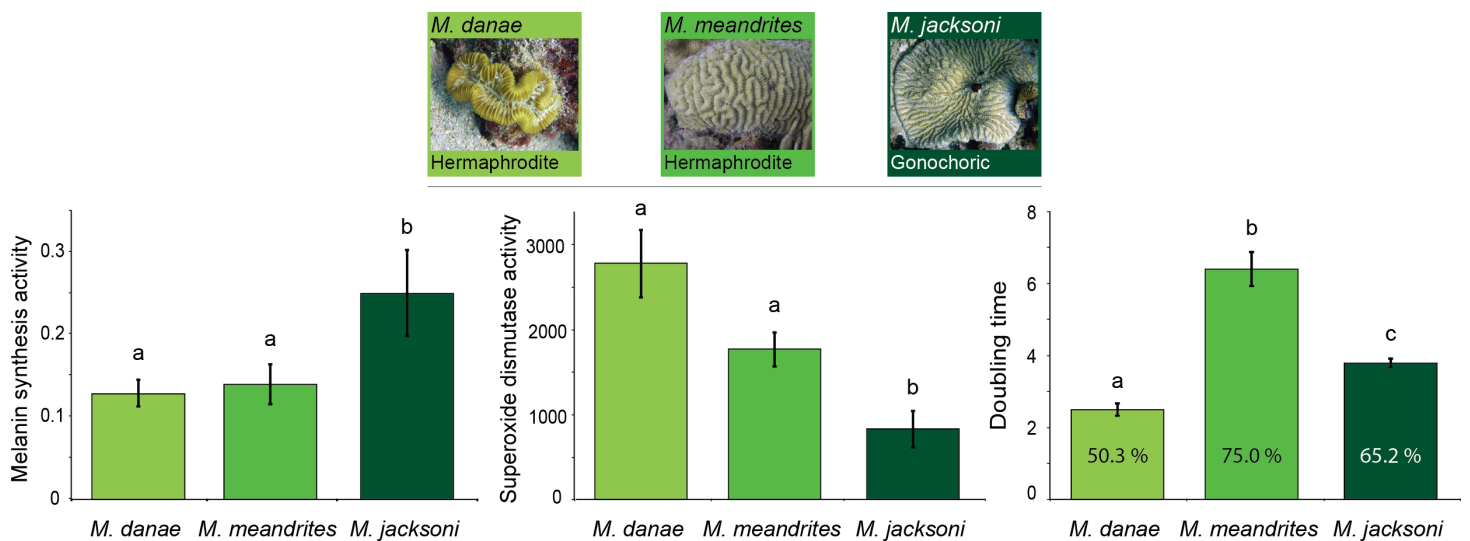 M. danae
M. meandrites
M. jacksoni
Hermaphrodite
Hermaphrodite
Gonochoric
Melanin synthesis activity
0.3
0.2
0.1
0
a
a
b
M. danae
M. meandrites
M. jacksoni
Superoxide dismutase activity
3000
2000
1000
0
a
a
b
M. danae
M. meandrites
M. jacksoni
Doubling time
8
6
4
2
0
a
b
c
50.3 %
75.0 %
65.2 %
M. danae
M. meandrites
M. jacksoni